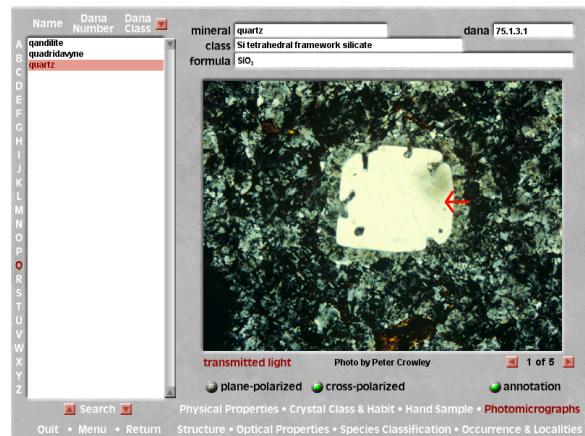 Name Dana Number Dana Class
A
B
C
D
E
F
G
H
I
J
K
L
M
N
O
P
Q
R
S
T
U
V
W
X
Y
Z
qandilite
quadridavyne
quartz
Search
Quit • Menu • Return
mineral quartz dana 75.1.3.1
class Si tetrahedral framework silicate
formula SiO₂
transmitted light Photo by Peter Crowley 1 of 5
plane-polarized cross-polarized annotation
Physical Properties • Crystal Class & Habit • Hand Sample • Photomicrographs
Structure • Optical Properties • Species Classification • Occurrence & Localities